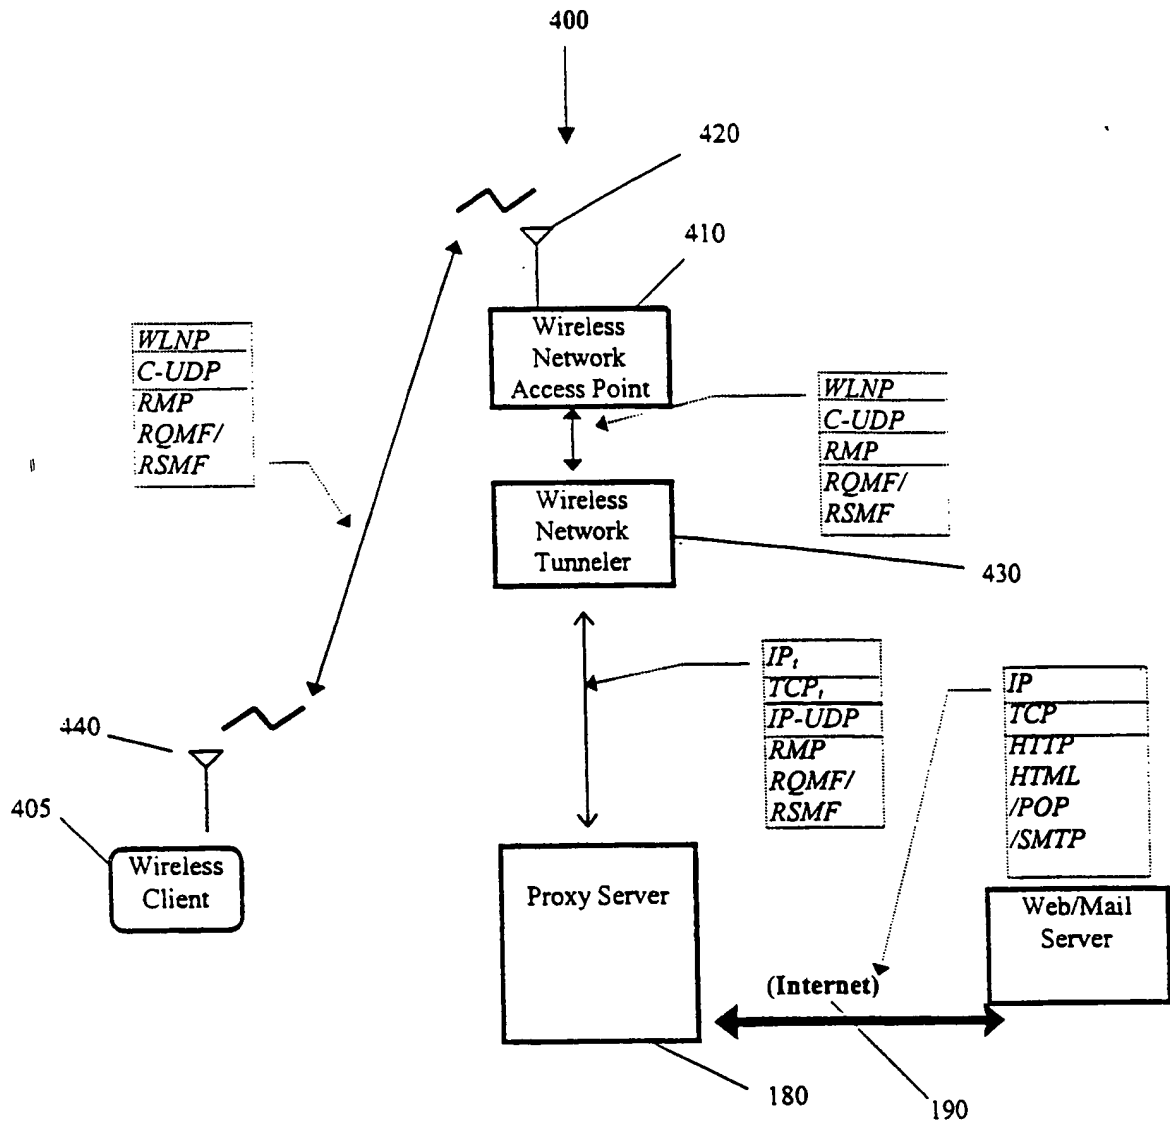 400
420
410
Wireless
Network
Access Point
WLNP
C-UDP
RMP
RQMF/
RSMF
WLNP
C-UDP
RMP
RQMF/
RSMF
Wireless
Network
Tunneler
430
IPt
TCPt
IP-UDP
RMP
RQMF/
RSMF
IP
TCP
HTTP
HTML
/POP
/SMTP
440
405
Wireless
Client
Proxy Server
Web/Mail
Server
(Internet)
180
190